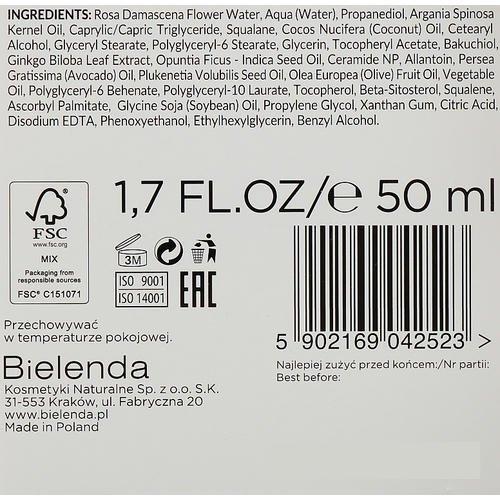 INGREDIENTS: Rosa Damascena Flower Water, Aqua (Water), Propanediol, Argania Spinosa
Kernel Oil, Caprylic/Capric Triglyceride, Squalane, Cocos Nucifera (Coconut) Oil, Cetearyl
Alcohol, Glyceryl Stearate, Polyglyceryl-6 Stearate, Glycerin, Tocopheryl Acetate, Bakuchiol,
Ginkgo Biloba Leaf Extract, Opuntia Ficus - Indica Seed Oil, Ceramide NP, Allantoin, Persea
Gratissima (Avocado) Oil, Plukenetia Volubilis Seed Oil, Olea Europea (Olive) Fruit Oil, Vegetable
Oil, Polyglyceryl-6 Behenate, Polyglyceryl-10 Laurate, Tocopherol, Beta-Sitosterol, Squalene,
Ascorbyl Palmitate, Glycine Soja (Soybean) Oil, Propylene Glycol, Xanthan Gum, Citric Acid,
Disodium EDTA, Phenoxyethanol, Ethylhexylglycerin, Benzyl Alcohol.
1,7 FL.OZ/℮ 50 ml
FSC
www.fsc.org
MIX
Packaging from
responsible sources
FSC® C151071
3M
ISO 9001
ISO 14001
EAC
Przechowywać
w temperaturze pokojowej.
5 902169 042523 >
Bielenda
Kosmetyki Naturalne Sp. z o.o. S.K.
31-553 Kraków, ul. Fabryczna 20
www.bielenda.pl
Made in Poland
Najlepiej zużyć przed końcem:/Nr partii:
Best before: